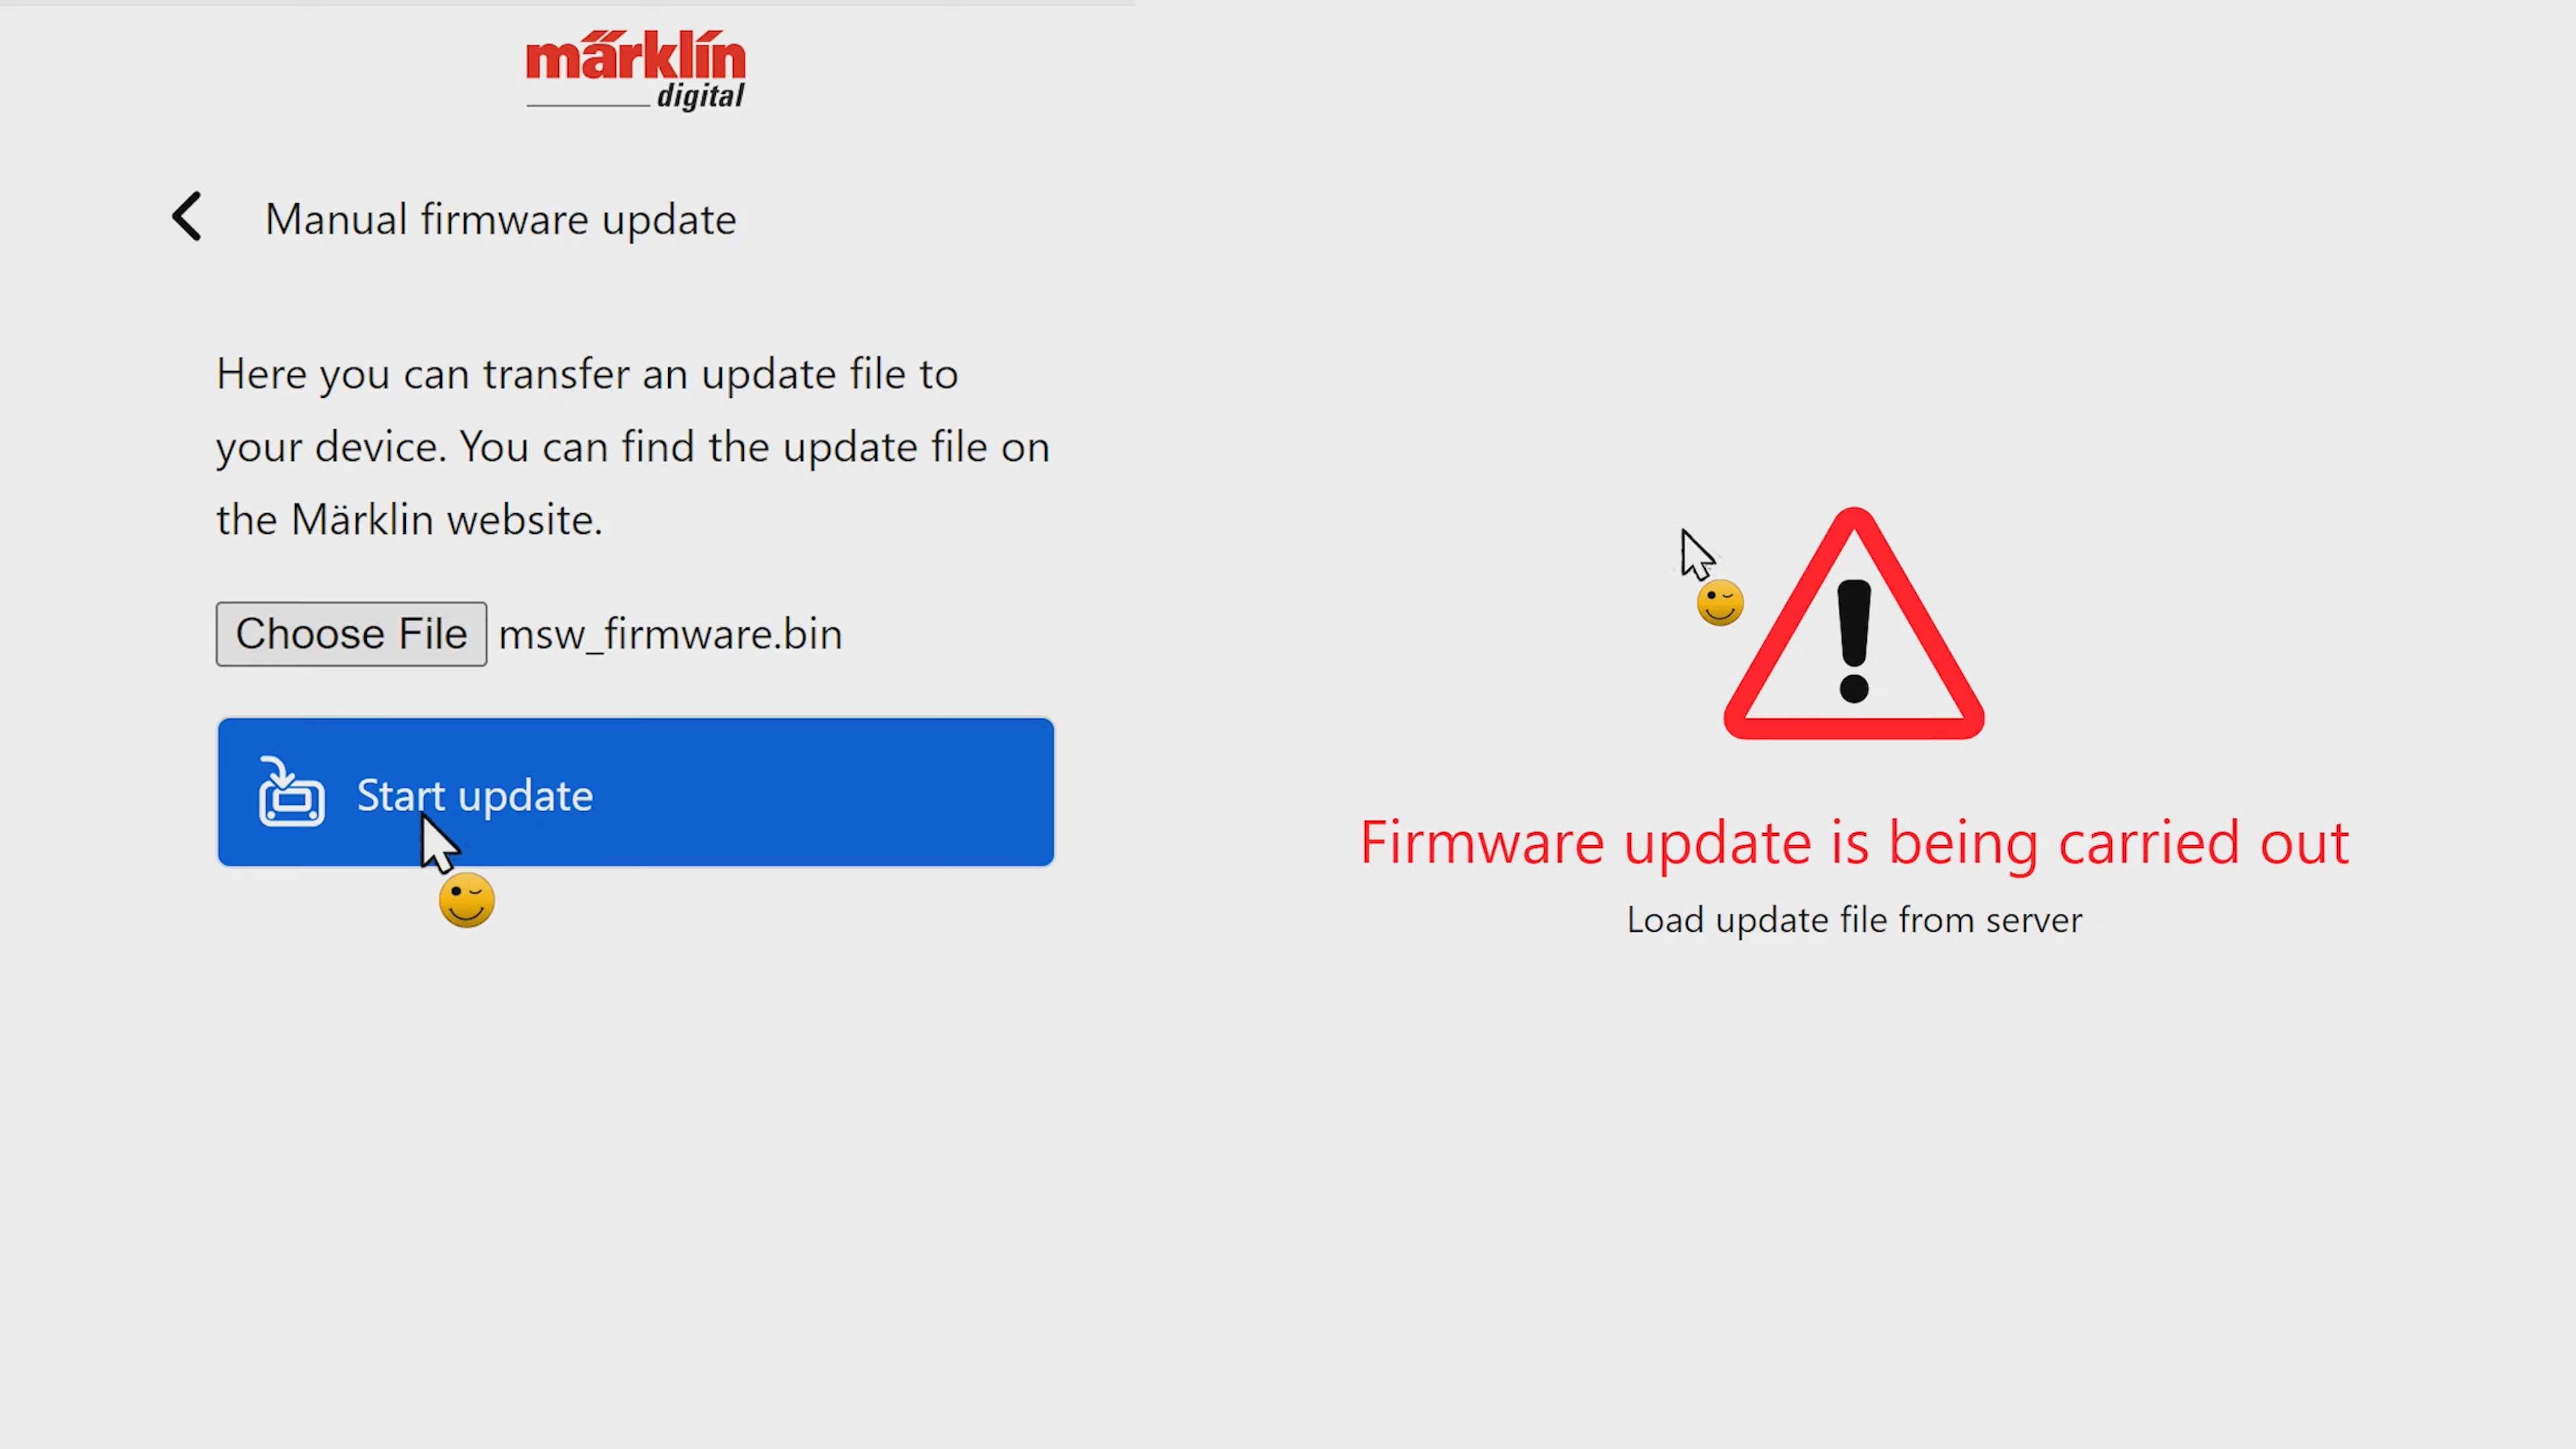 märklin
digital
Manual firmware update
Here you can transfer an update file to
your device. You can find the update file on
the Märklin website.
Choose File msw_firmware.bin
Start update
Firmware update is being carried out
Load update file from server